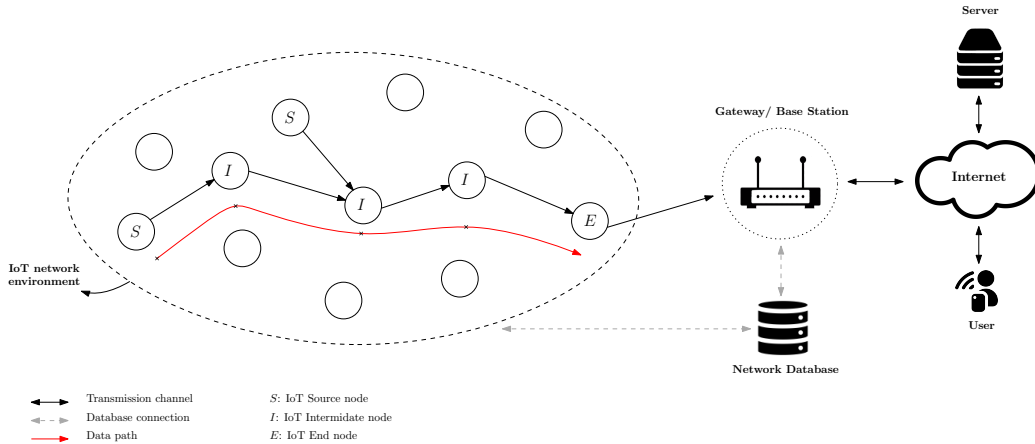 Server
Gateway/ Base Station
S
I
I
Internet
I
S
E
IoT network
environment
User
Network Database
Transmission channel
S: IoT Source node
Database connection
I: IoT Intermidate node
Data path
E: IoT End node